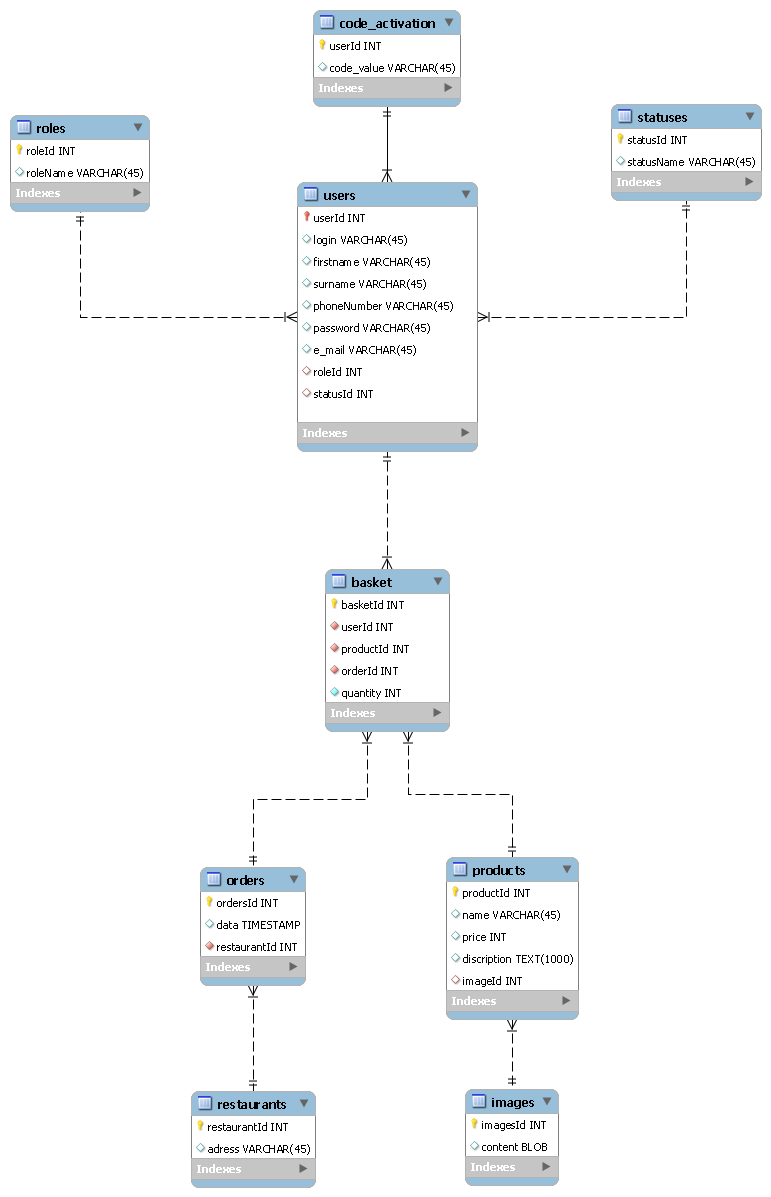 code_activation
userId INT
code_value VARCHAR(45)
Indexes
roles
roleId INT
roleName VARCHAR(45)
Indexes
statuses
statusId INT
statusName VARCHAR(45)
Indexes
users
userId INT
login VARCHAR(45)
firstname VARCHAR(45)
surname VARCHAR(45)
phoneNumber VARCHAR(45)
password VARCHAR(45)
e_mail VARCHAR(45)
roleId INT
statusId INT
Indexes
basket
basketId INT
userId INT
productId INT
orderId INT
quantity INT
Indexes
orders
ordersId INT
data TIMESTAMP
restaurantId INT
Indexes
products
productId INT
name VARCHAR(45)
price INT
discription TEXT(1000)
imageId INT
Indexes
restaurants
restaurantId INT
adress VARCHAR(45)
Indexes
images
imagesId INT
content BLOB
Indexes